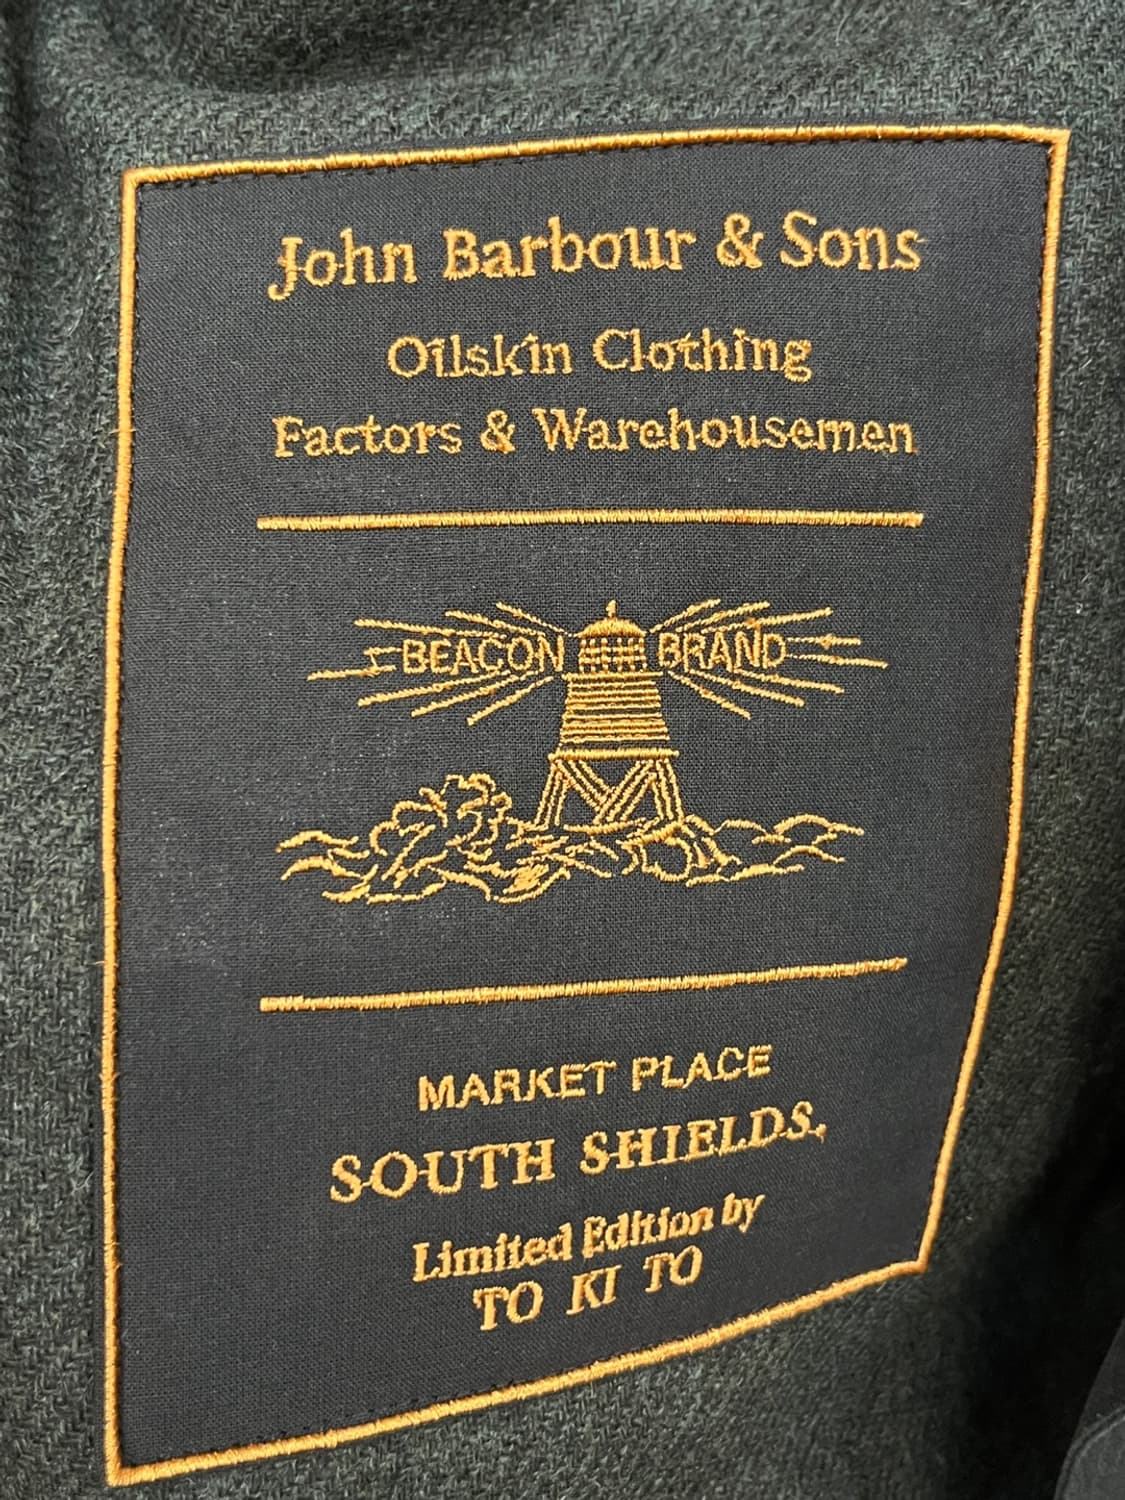 John Barbour & Sons
Oilskin Clothing
Factors & Warehousemen
BEACON BRAND
MARKET PLACE
SOUTH SHIELDS.
Limited Edition by
TO KI TO